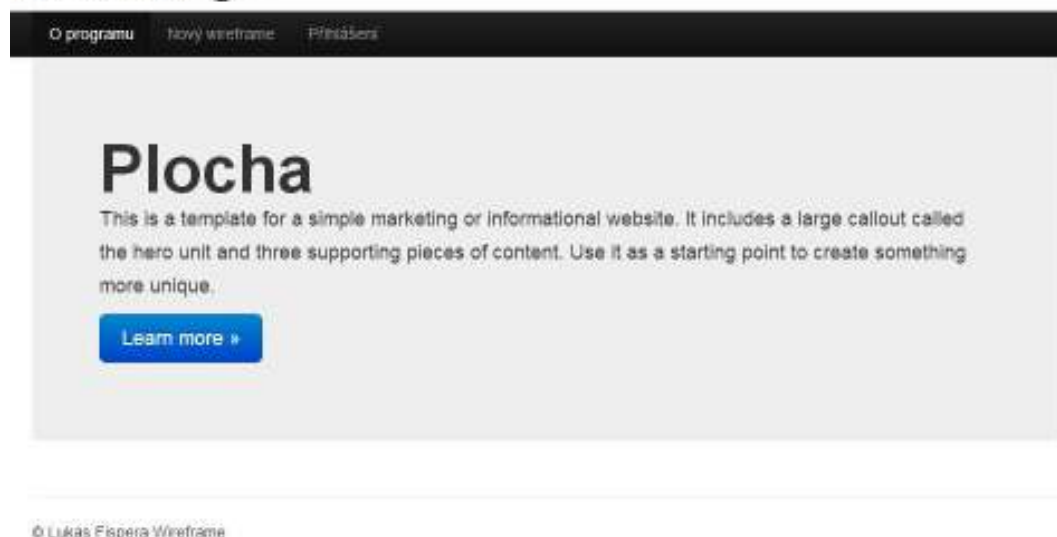 O programu Nový wireframe Přihlášení
Plocha
This is a template for a simple marketing or informational website. It includes a large callout called
the hero unit and three supporting pieces of content. Use it as a starting point to create something
more unique.
Learn more »
© Lukas Eispera Wireframe